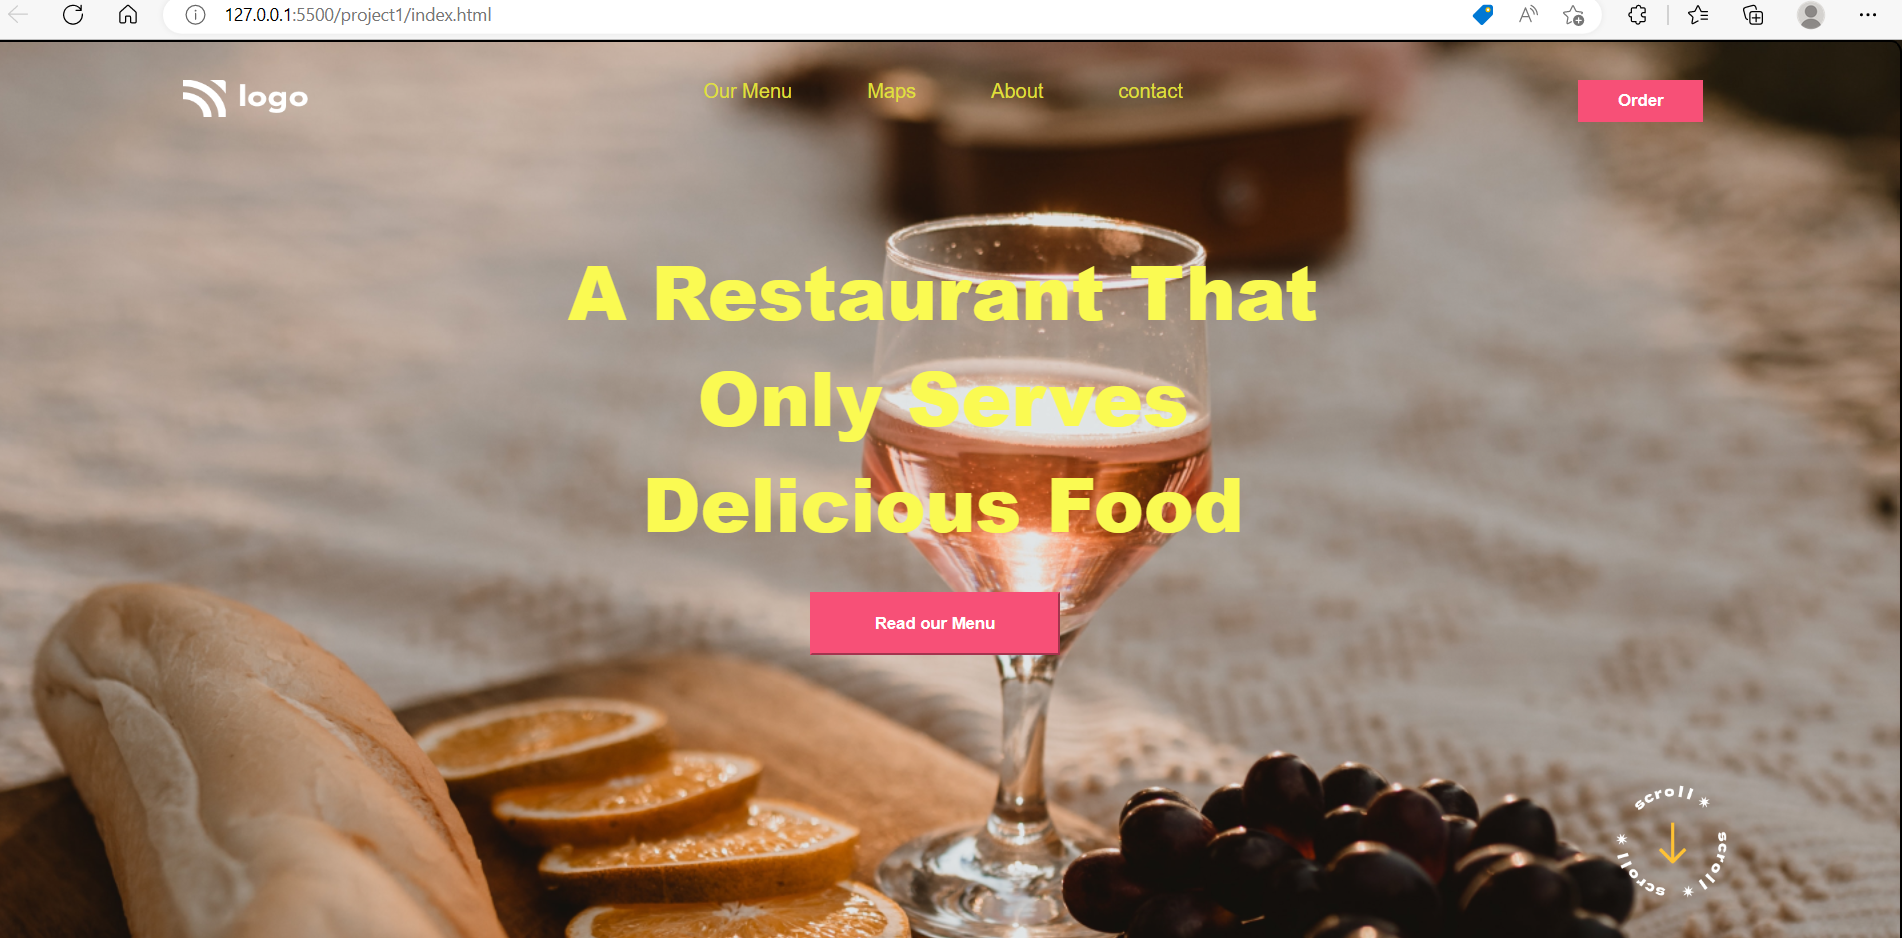 127.0.0.1:5500/project1/index.html
logo
Our Menu Maps About contact
Order
A Restaurant That
Only Serves
Delicious Food
Read our Menu
scroll ✷ scroll ✷ scroll ✷